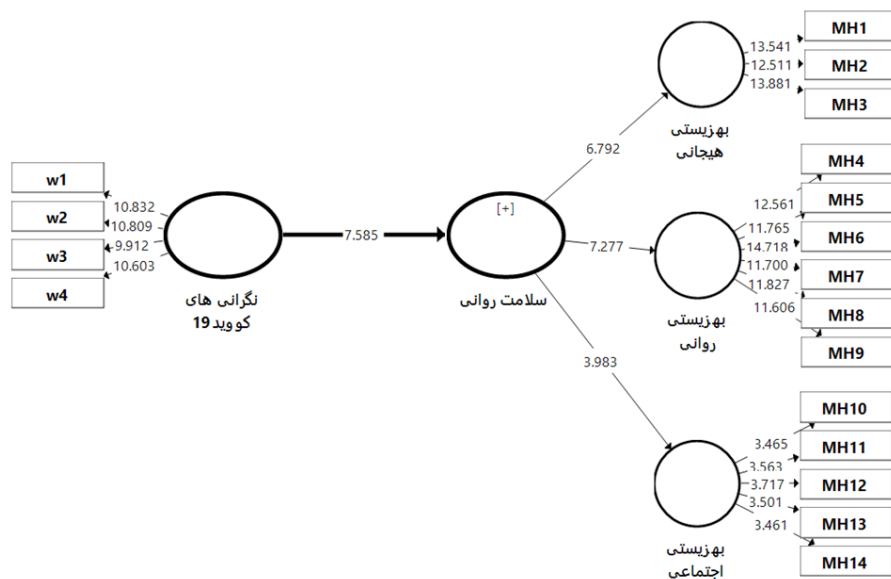 w1
w2
w3
w4
10.832
10.809
9.912
10.603
نگرانی های
کووید 19
7.585
[+]
سلامت روانی
6.792
7.277
3.983
بهزیستی
هیجانی
13.541
12.511
13.881
MH1
MH2
MH3
بهزیستی
روانی
12.561
11.765
14.718
11.700
11.827
11.606
MH4
MH5
MH6
MH7
MH8
MH9
بهزیستی
اجتماعی
3.465
3.563
3.717
3.501
3.461
MH10
MH11
MH12
MH13
MH14